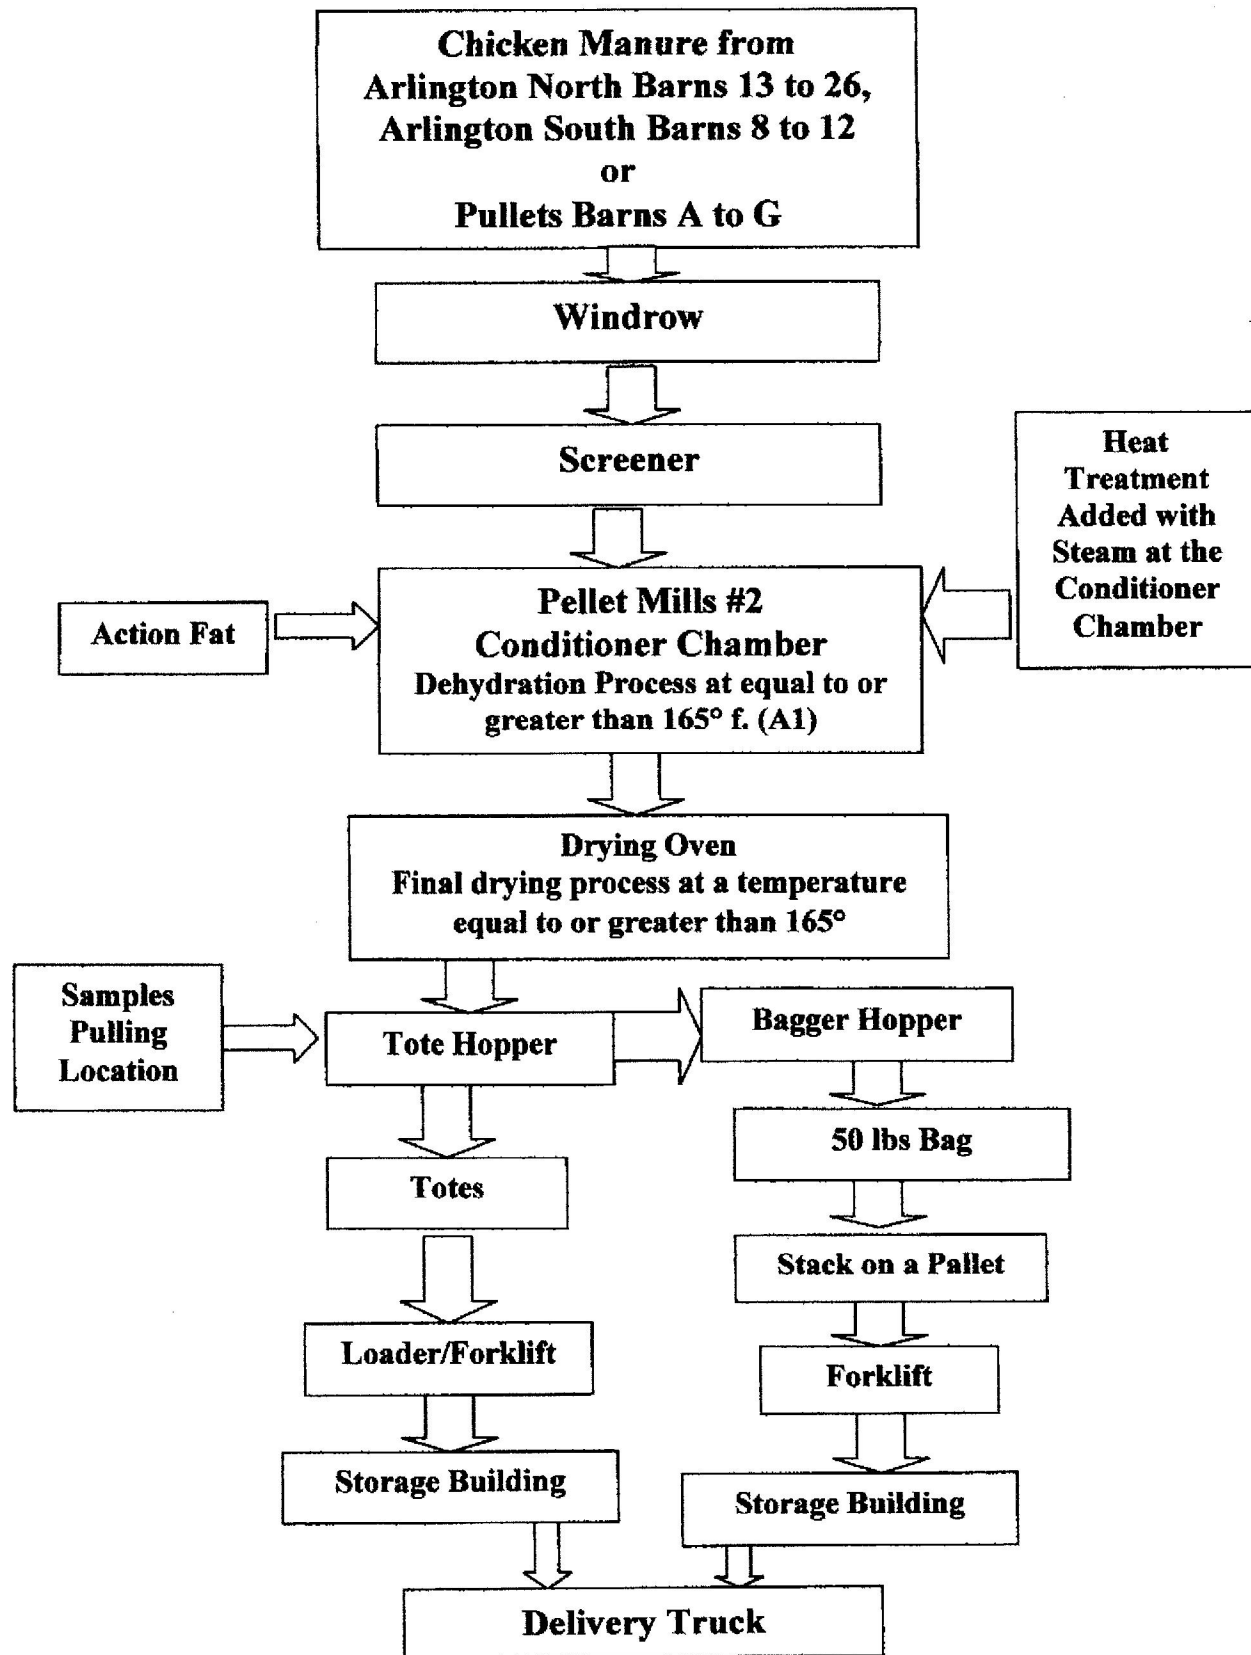 Chicken Manure from
Arlington North Barns 13 to 26,
Arlington South Barns 8 to 12
or
Pullets Barns A to G
Windrow
Screener
Heat
Treatment
Added with
Steam at the
Conditioner
Chamber
Action Fat
Pellet Mills #2
Conditioner Chamber
Dehydration Process at equal to or
greater than 165° f. (A1)
Drying Oven
Final drying process at a temperature
equal to or greater than 165°
Samples
Pulling
Location
Tote Hopper
Bagger Hopper
50 lbs Bag
Totes
Stack on a Pallet
Loader/Forklift
Forklift
Storage Building
Storage Building
Delivery Truck